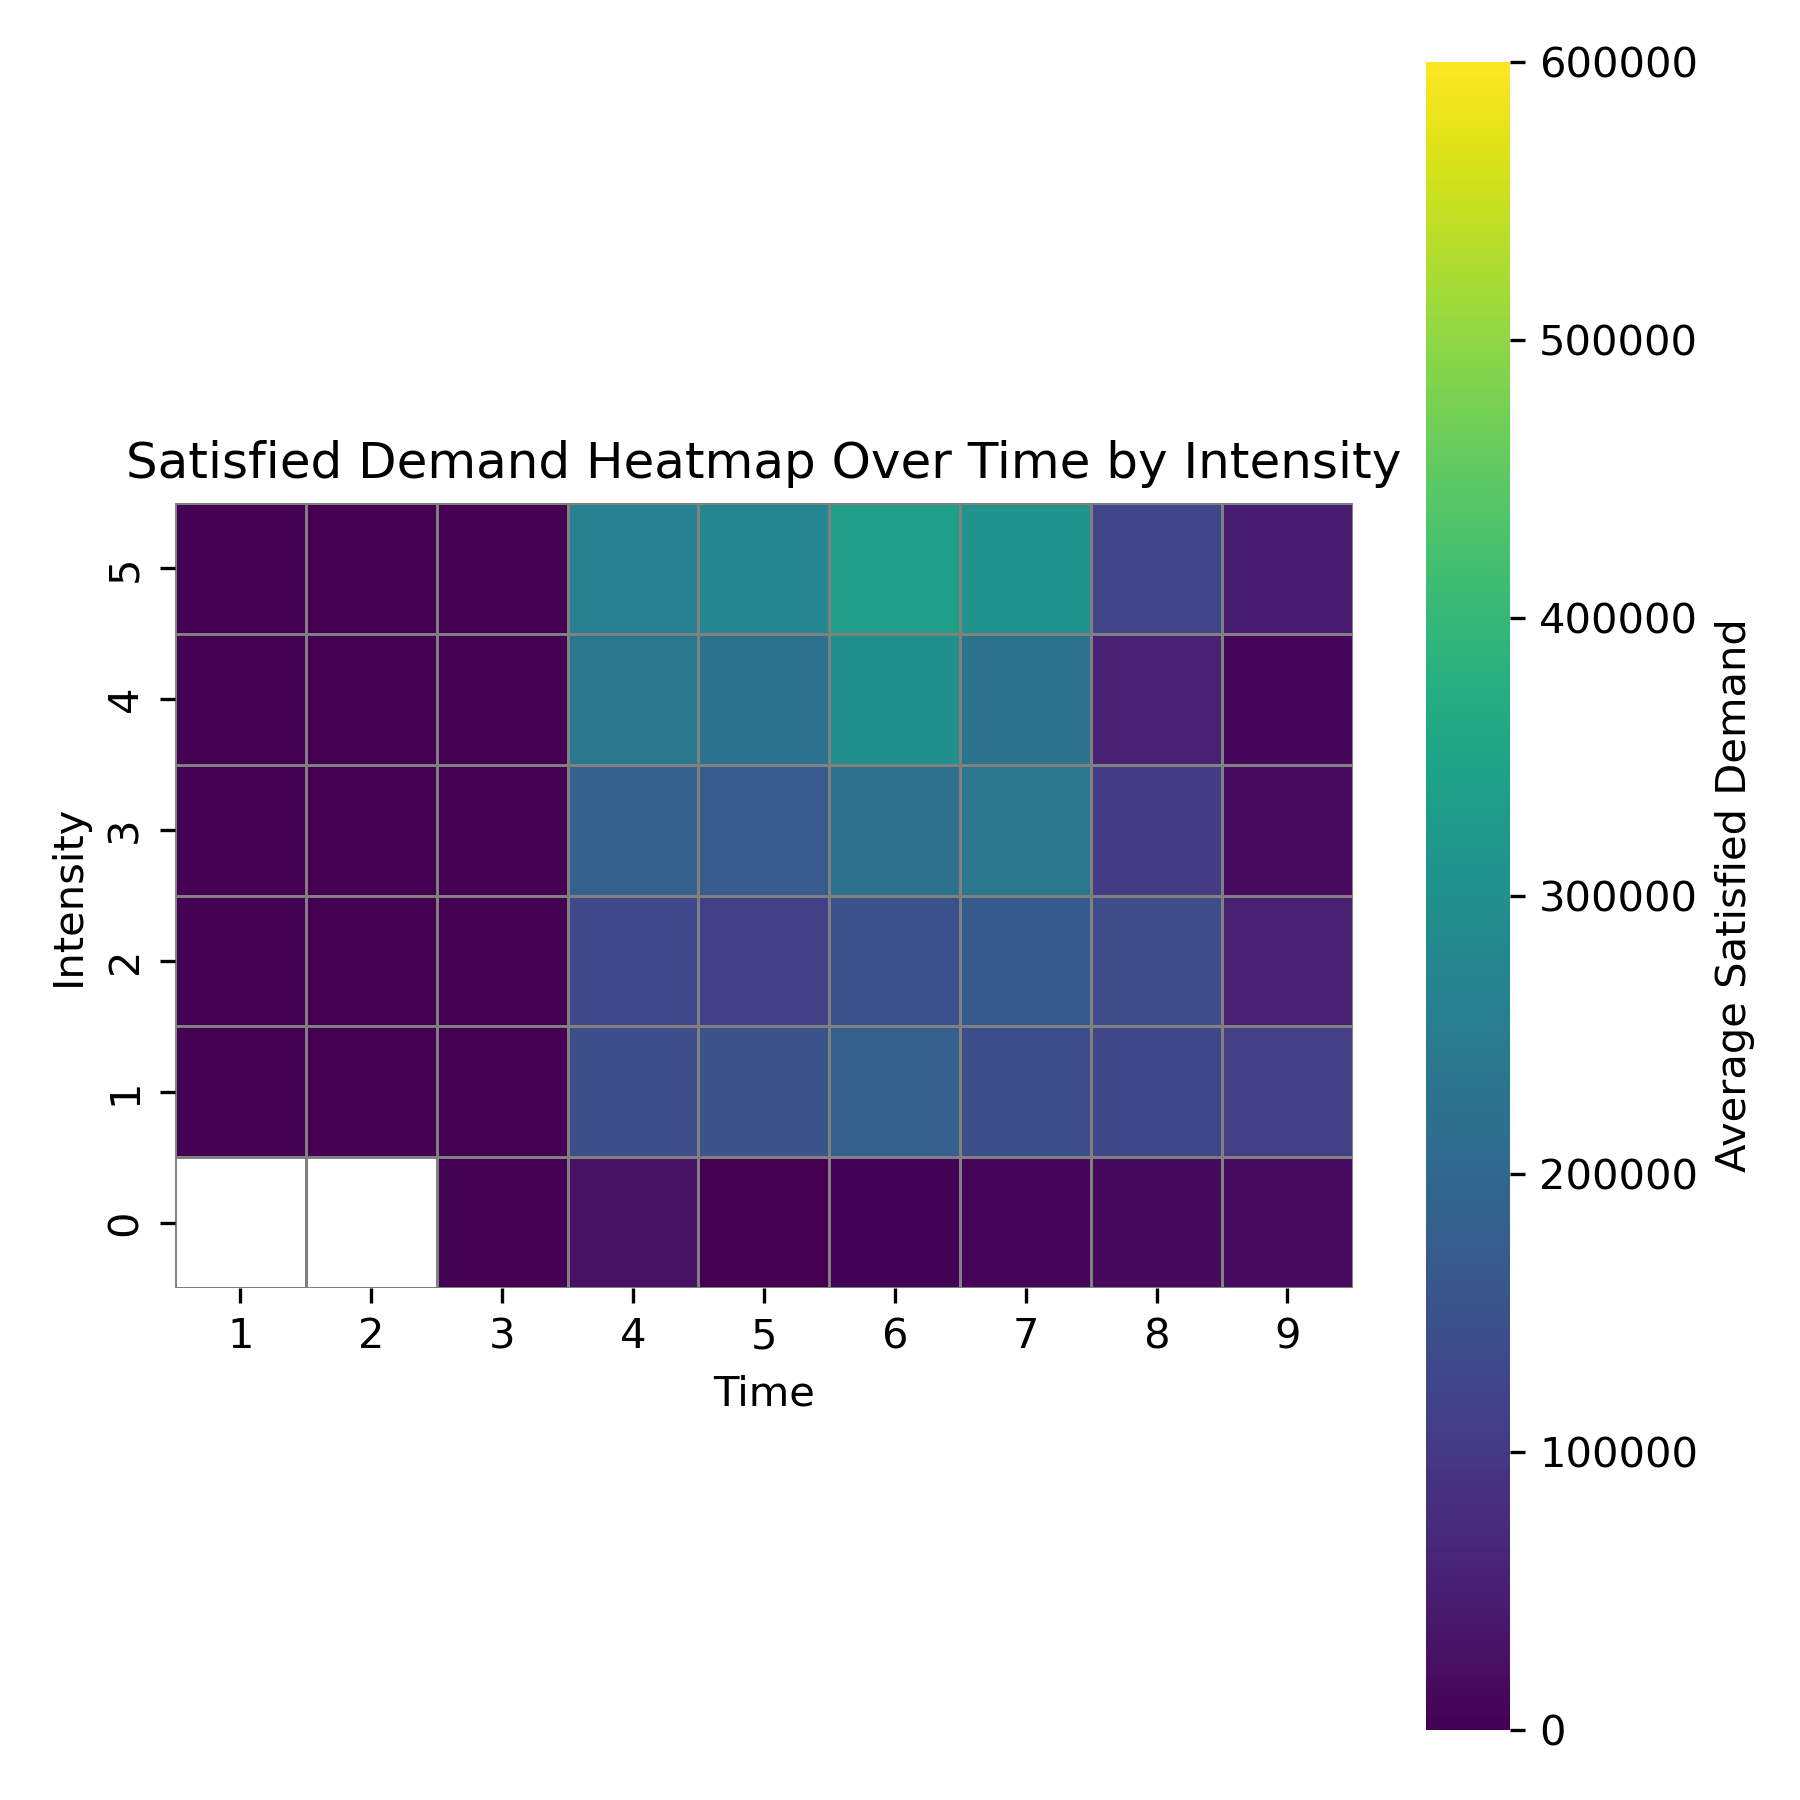 Satisfied Demand Heatmap Over Time by Intensity
Intensity
5
4
3
2
1
0
1 2 3 4 5 6 7 8 9
Time
600000
500000
400000
300000
200000
100000
0
Average Satisfied Demand